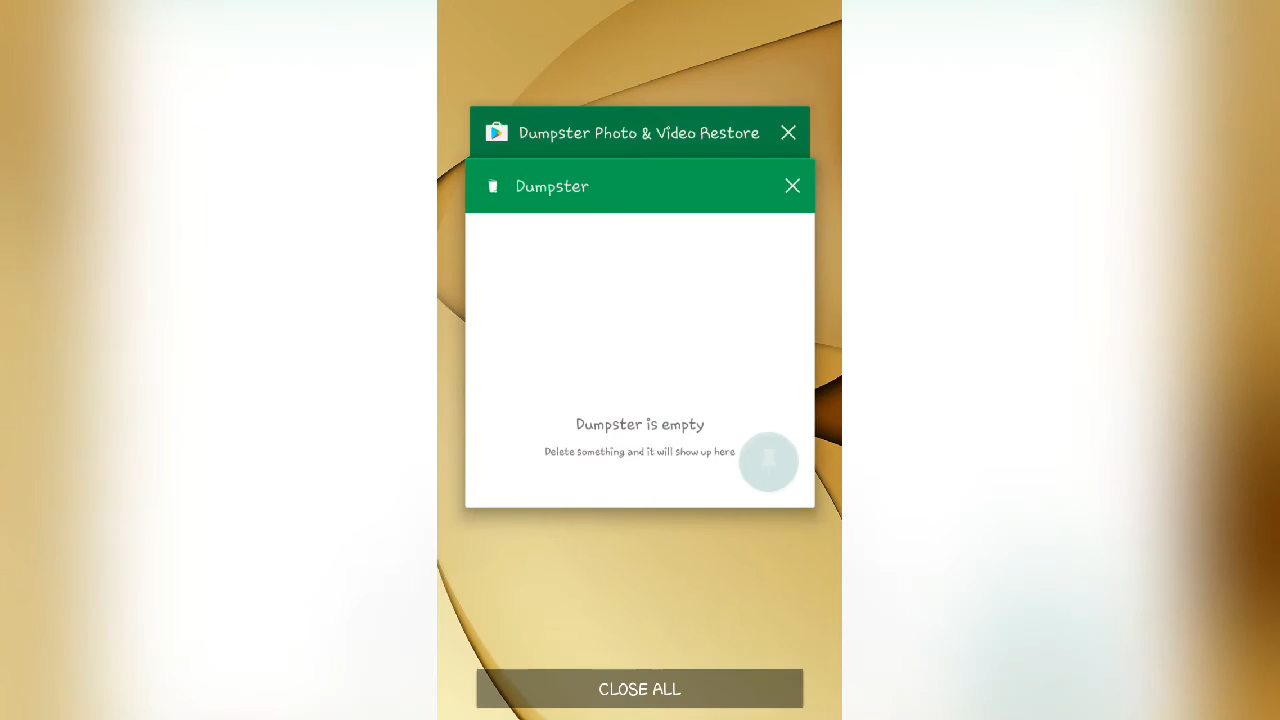 Dumpster Photo & Video Restore
Dumpster
Dumpster is empty
Delete something and it will show up here
CLOSE ALL